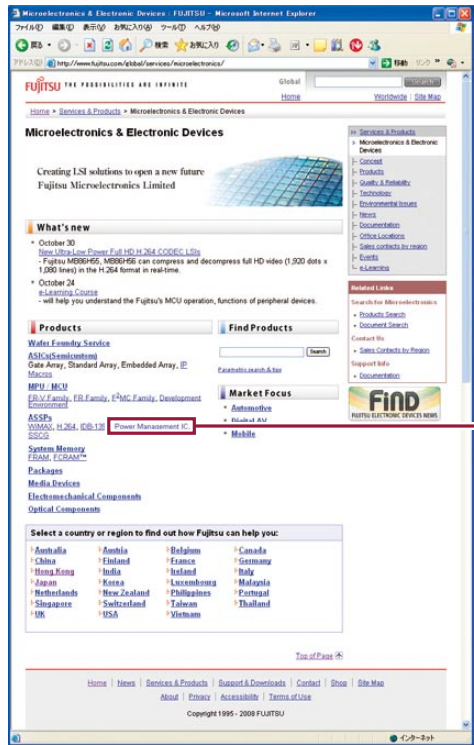 Microelectronics & Electronic Devices : FUJITSU - Microsoft Internet Explorer
ファイル(F) 編集(E) 表示(V) お気に入り(A) ツール(T) ヘルプ(H)
戻る 検索 お気に入り
アドレス(D) http://www.fujitsu.com/global/services/microelectronics/ 移動 リンク
FUJITSU THE POSSIBILITIES ARE INFINITE Global Search
Home Worldwide | Site Map
Home > Services & Products > Microelectronics & Electronic Devices
Microelectronics & Electronic Devices
Creating LSI solutions to open a new future
Fujitsu Microelectronics Limited
What's new
October 30
New Ultra-Low Power Full HD H.264 CODEC LSIs
- Fujitsu MB86H55, MB86H56 can compress and decompress full HD video (1,920 dots x
1,080 lines) in the H.264 format in real-time.
October 24
e-Learning Course
- will help you understand the Fujitsu's MCU operation, functions of peripheral devices.
Products
Wafer Foundry Service
ASICs(Semicustom)
Gate Array, Standard Array, Embedded Array, IP
Macros
MPU / MCU
FR-V Family, FR Family, F²MC Family, Development
Environment
ASSPs
WiMAX, H.264, IDB-13 Power Management IC,
SSCG
System Memory
FRAM, FCRAM™
Packages
Media Devices
Electromechanical Components
Optical Components
Find Products
Search
Parametric search & tips
Market Focus
Automotive
Digital AV
Mobile
Services & Products
Microelectronics & Electronic
Devices
Concept
Products
Quality & Reliability
Technology
Environmental Issues
News
Documentation
Office Locations
Sales contacts by region
Events
e-Learning
Related Links
Search for Microelectronics
Products Search
Document Search
Contact Us
Sales Contacts by Region
Support Info
Documentation
FIND
FUJITSU ELECTRONIC DEVICES NEWS
Select a country or region to find out how Fujitsu can help you:
Australia Austria Belgium Canada
China Finland France Germany
Hong Kong India Ireland Italy
Japan Korea Luxembourg Malaysia
Netherlands New Zealand Philippines Portugal
Singapore Switzerland Taiwan Thailand
UK USA Vietnam
Top of Page
Home | News | Services & Products | Support & Downloads | Contact | Shop | Site Map
About | Privacy | Accessibility | Terms of Use
Copyright 1995 - 2008 FUJITSU
インターネット